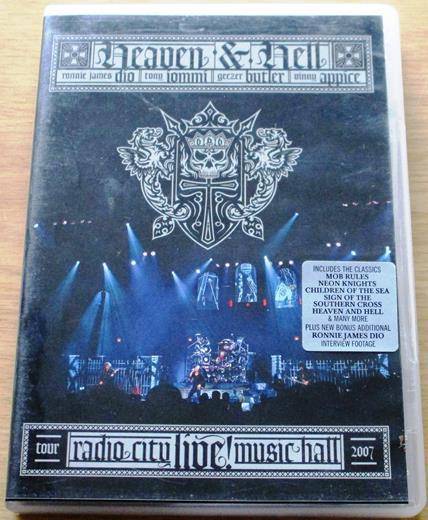 Heaven & Hell
ronnie james dio tony iommi geezer butler vinny appice
INCLUDES THE CLASSICS
MOB RULES
NEON KNIGHTS
CHILDREN OF THE SEA
SIGN OF THE
SOUTHERN CROSS
HEAVEN AND HELL
& MANY MORE
PLUS NEW BONUS ADDITIONAL
RONNIE JAMES DIO
INTERVIEW FOOTAGE
tour radio city live! music hall 2007